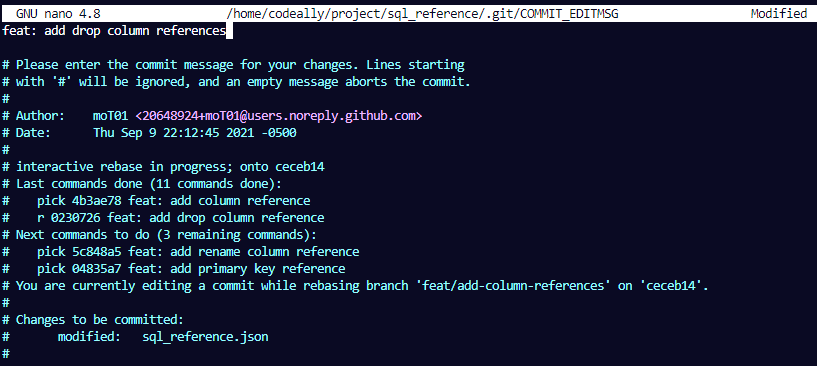 GNU nano 4.8 /home/codeally/project/sql_reference/.git/COMMIT_EDITMSG Modified
feat: add drop column references
# Please enter the commit message for your changes. Lines starting
# with '#' will be ignored, and an empty message aborts the commit.
#
# Author: moT01 <20648924+moT01@users.noreply.github.com>
# Date: Thu Sep 9 22:12:45 2021 -0500
#
# interactive rebase in progress; onto ceceb14
# Last commands done (11 commands done):
# pick 4b3ae78 feat: add column reference
# r 0230726 feat: add drop column reference
# Next commands to do (3 remaining commands):
# pick 5c848a5 feat: add rename column reference
# pick 04835a7 feat: add primary key reference
# You are currently editing a commit while rebasing branch 'feat/add-column-references' on 'ceceb14'.
#
# Changes to be committed:
# modified: sql_reference.json
#